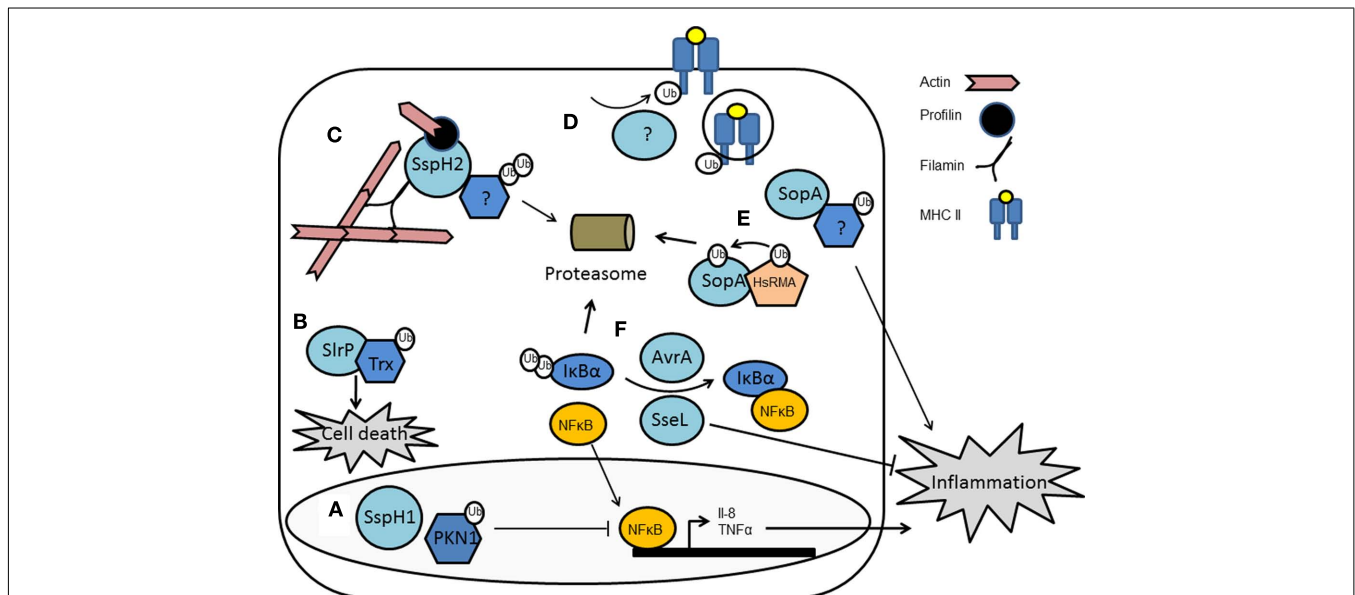 Actin
Profilin
Filamin
MHC II
C
SspH2
?
Ub
Ub
D
?
Ub
Ub
SopA
?
Ub
E
SopA
HsRMA
Ub
Ub
Proteasome
B
SlrP
Trx
Ub
Cell death
F
Ub
Ub
IκBα
NFκB
AvrA
SseL
IκBα
NFκB
A
SspH1
PKN1
Ub
NFκB
Il-8
TNFα
Inflammation